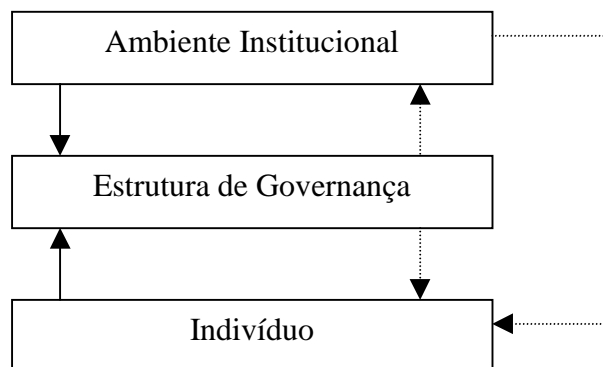 Ambiente Institucional
Estrutura de Governança
Indivíduo